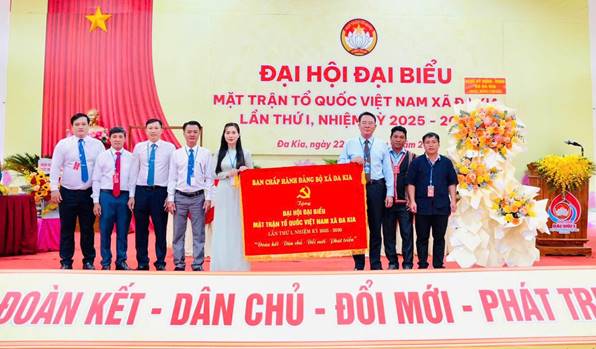 ĐẠI HỘI ĐẠI BIỂU
MẶT TRẬN TỔ QUỐC VIỆT NAM XÃ ĐA KIA
LẦN THỨ I, NHIỆM KỲ 2025 - 20
Đa Kia, ngày 22
BAN CHẤP HÀNH ĐẢNG BỘ XÃ ĐA KIA
Tặng
ĐẠI HỘI ĐẠI BIỂU
MẶT TRẬN TỔ QUỐC VIỆT NAM XÃ ĐA KIA
LẦN THỨ I, NHIỆM KỲ 2025 - 2030
"Đoàn kết - Dân chủ - Đổi mới - Phát triển"
ĐẠI HỘI
ĐOÀN KẾT - DÂN CHỦ - ĐỔI MỚI - PHÁT TRI